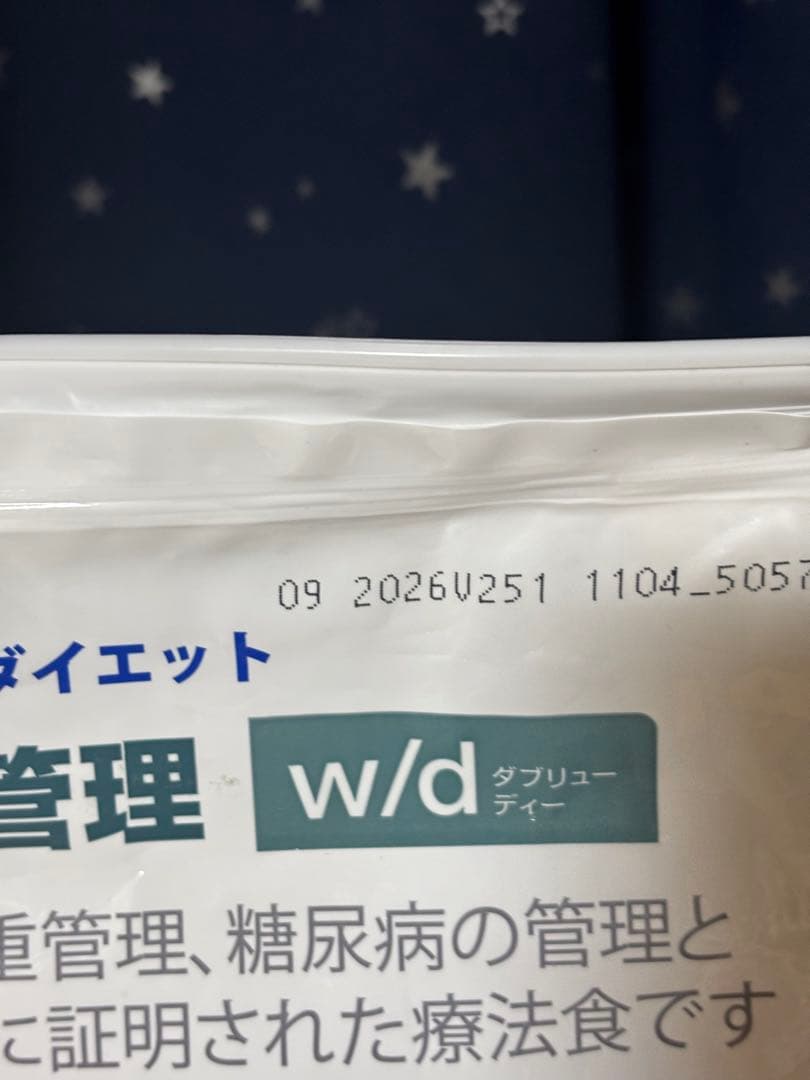 09 2026V251 1104_5057
ダイエット
管理 w/d ダブリュー
ディー
重管理、糖尿病の管理と
に証明された療法食です